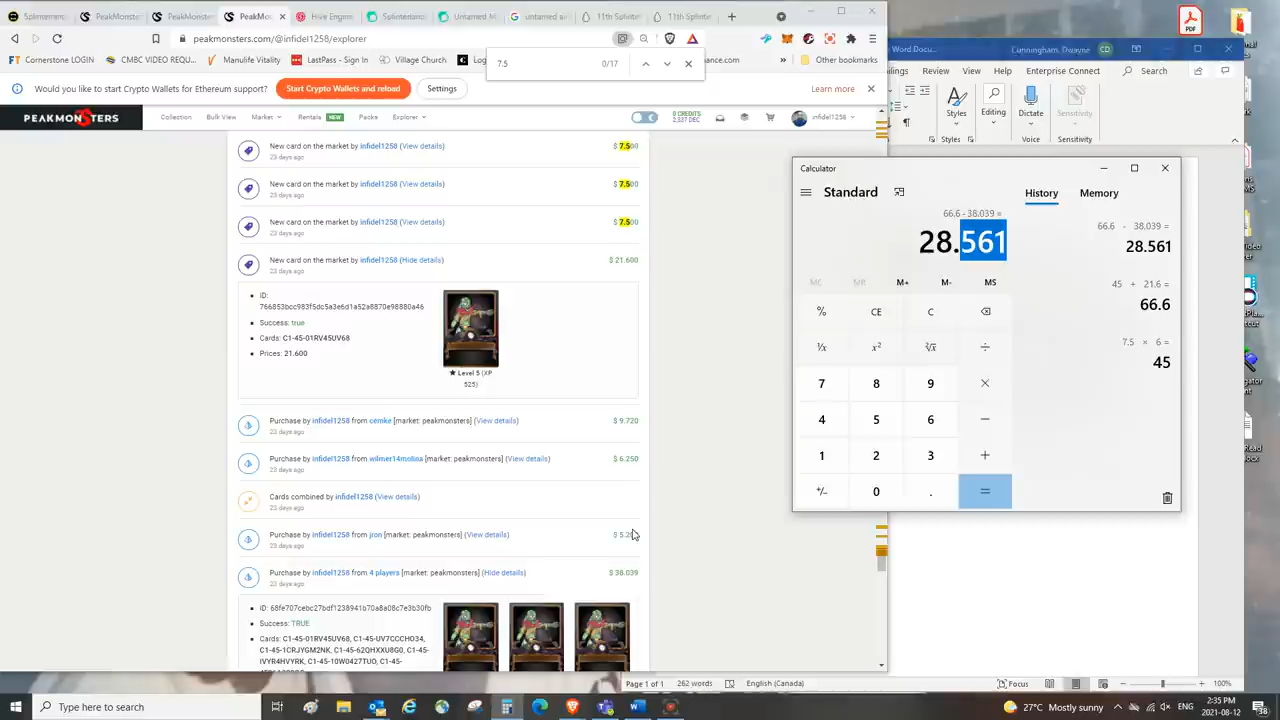 Splinterm
PeakMonster
PeakMonster
PeakMo
Hive Engine
Splinterland
Untamed M
untamed ai
11th Splint
11th Splint
peakmonsters.com/@infidel1258/explorer
Cornerstone LOGIN
CMBC VIDEO REQU...
Manulife Vitality
LastPass - Sign In
Village Church
Log
nance.com
Other bookmarks
7.5
0/17
Would you like to start Crypto Wallets for Ethereum support?
Start Crypto Wallets and reload
Settings
Learn more
PEAKMONSTERS
Collection
Bulk View
Market
Rentals NEW
Packs
Explorer
0 CREDITS
2,337 DEC
infidel1258
New card on the market by infidel1258 (View details)
$ 7.500
23 days ago
New card on the market by infidel1258 (View details)
$ 7.500
23 days ago
New card on the market by infidel1258 (View details)
$ 7.500
23 days ago
New card on the market by infidel1258 (Hide details)
$ 21.600
23 days ago
ID:
766853bcc983f5dc5a3e6d1a52a8870e98880a46
Success: true
Cards: C1-45-01RV45UV68
Prices: 21.600
★ Level 5 (XP
525)
Purchase by infidel1258 from cemke [market: peakmonsters] (View details)
$ 9.720
23 days ago
Purchase by infidel1258 from wilmer14molina [market: peakmonsters] (View details)
$ 6.250
23 days ago
Cards combined by infidel1258 (View details)
23 days ago
Purchase by infidel1258 from jron [market: peakmonsters] (View details)
23 days ago
Purchase by infidel1258 from 4 players [market: peakmonsters] (Hide details)
$ 38.039
23 days ago
ID: 68fe707cebc27bdf1238941b70a8a08c7e3b30fb
Success: TRUE
Cards: C1-45-01RV45UV68, C1-45-UV7CCCHO34,
C1-45-1CRJYGM2NK, C1-45-62QHXXU8G0, C1-45-
IVYR4HVYRK, C1-45-10W0427TUO, C1-45-
Word Docum...
Cunningham, Wayne
CD
ilings
Review
View
Help
Enterprise Connect
Search
Styles
Editing
Dictate
Sensitivity
Voice
Sensitivity
Calculator
Standard
History
Memory
66.6 - 38.039 =
28.561
MC
MR
M+
M-
MS
%
CE
C
⅟x
x²
²√x
÷
7
8
9
×
4
5
6
−
1
2
3
+
+/-
0
.
=
66.6 - 38.039 =
28.561
45 + 21.6 =
66.6
7.5 × 6 =
45
PDF
Page 1 of 1
262 words
English (Canada)
Focus
100%
Type here to search
27°C Mostly sunny
2:35 PM
2021-08-12